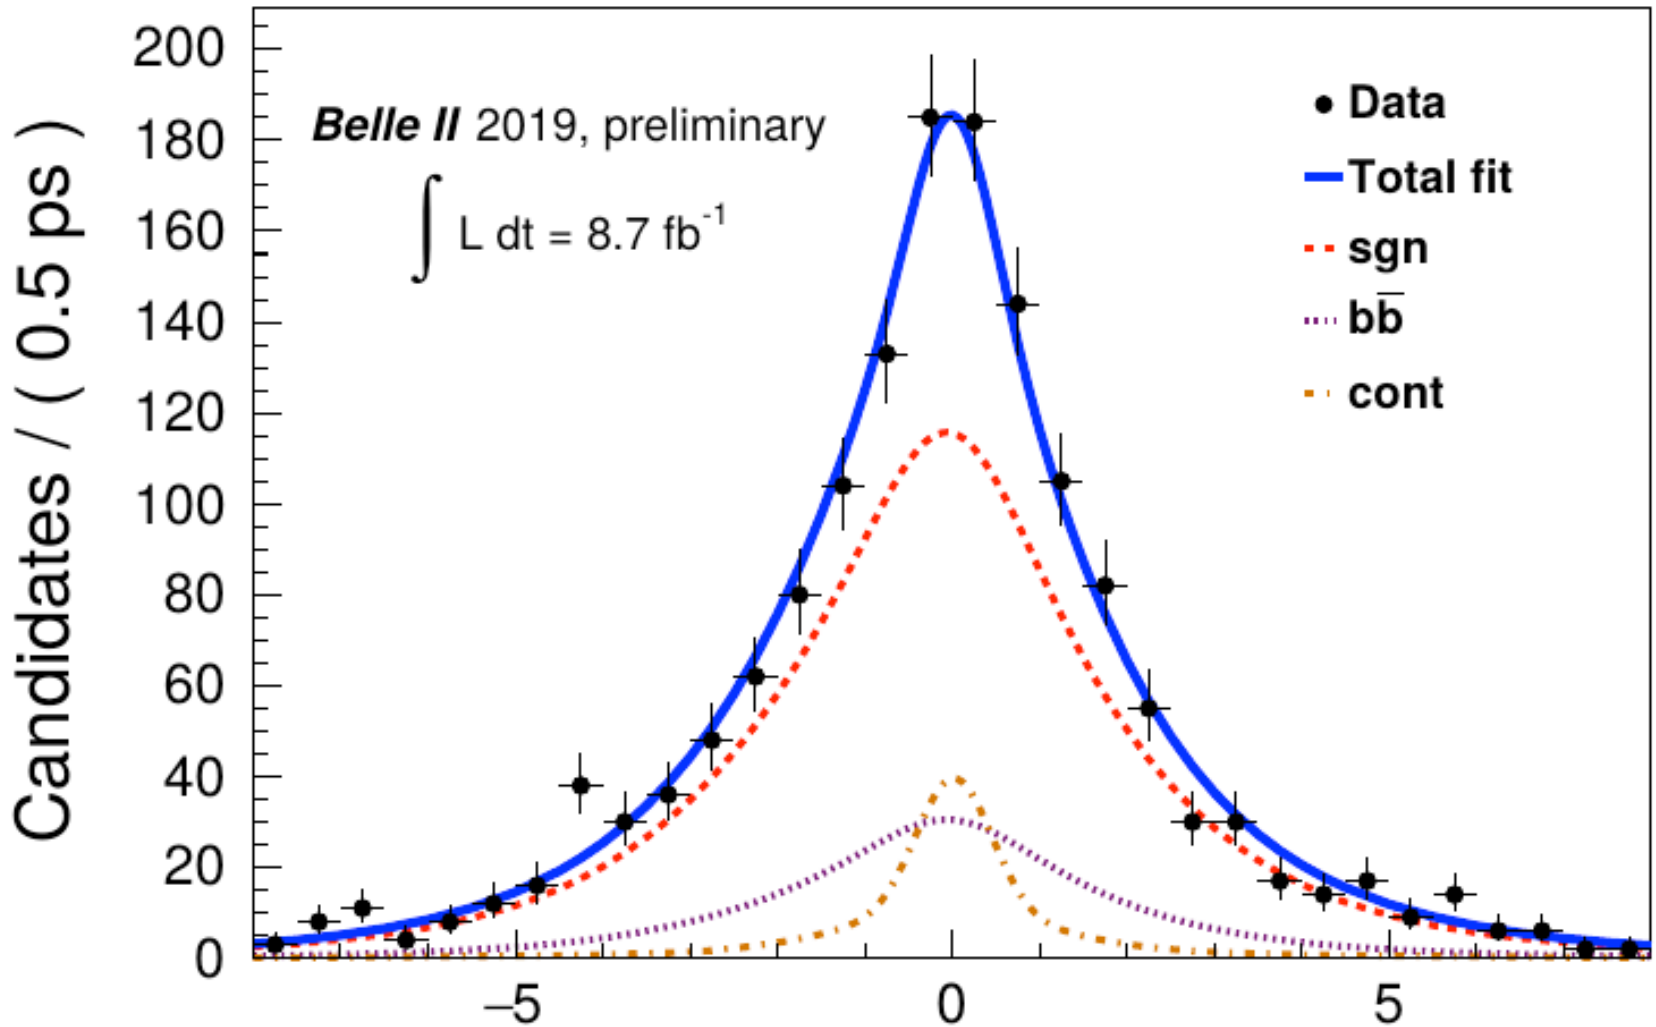 Candidates / ( 0.5 ps )
200
180
160
140
120
100
80
60
40
20
0
−5
0
5
Belle II 2019, preliminary
∫ L dt = 8.7 fb⁻¹
Data
Total fit
sgn
bb̅
cont